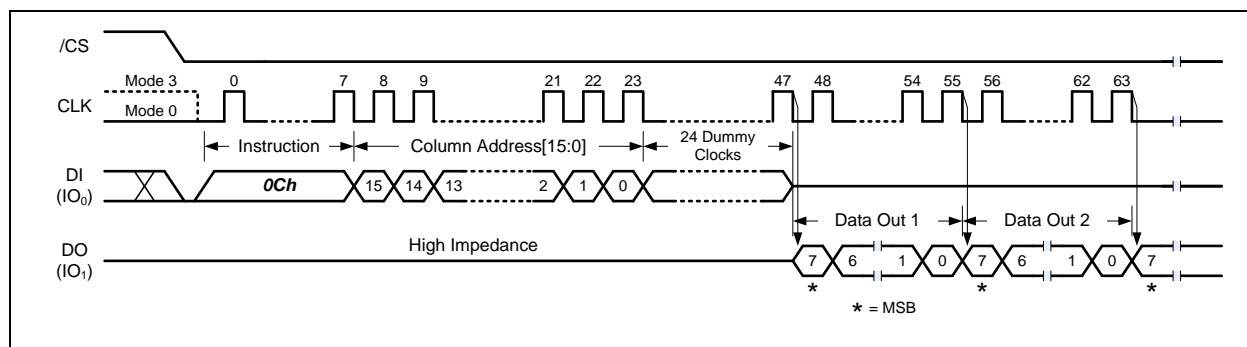 /CS
Mode 3 0 7 8 9 21 22 23 47 48 54 55 56 62 63
CLK
Mode 0
Instruction Column Address[15:0] 24 Dummy
Clocks
DI
(IO₀)
0Ch 15 14 13 2 1 0
Data Out 1 Data Out 2
DO
(IO₁)
High Impedance
7 6 1 0 7 6 1 0 7
* * *
* = MSB